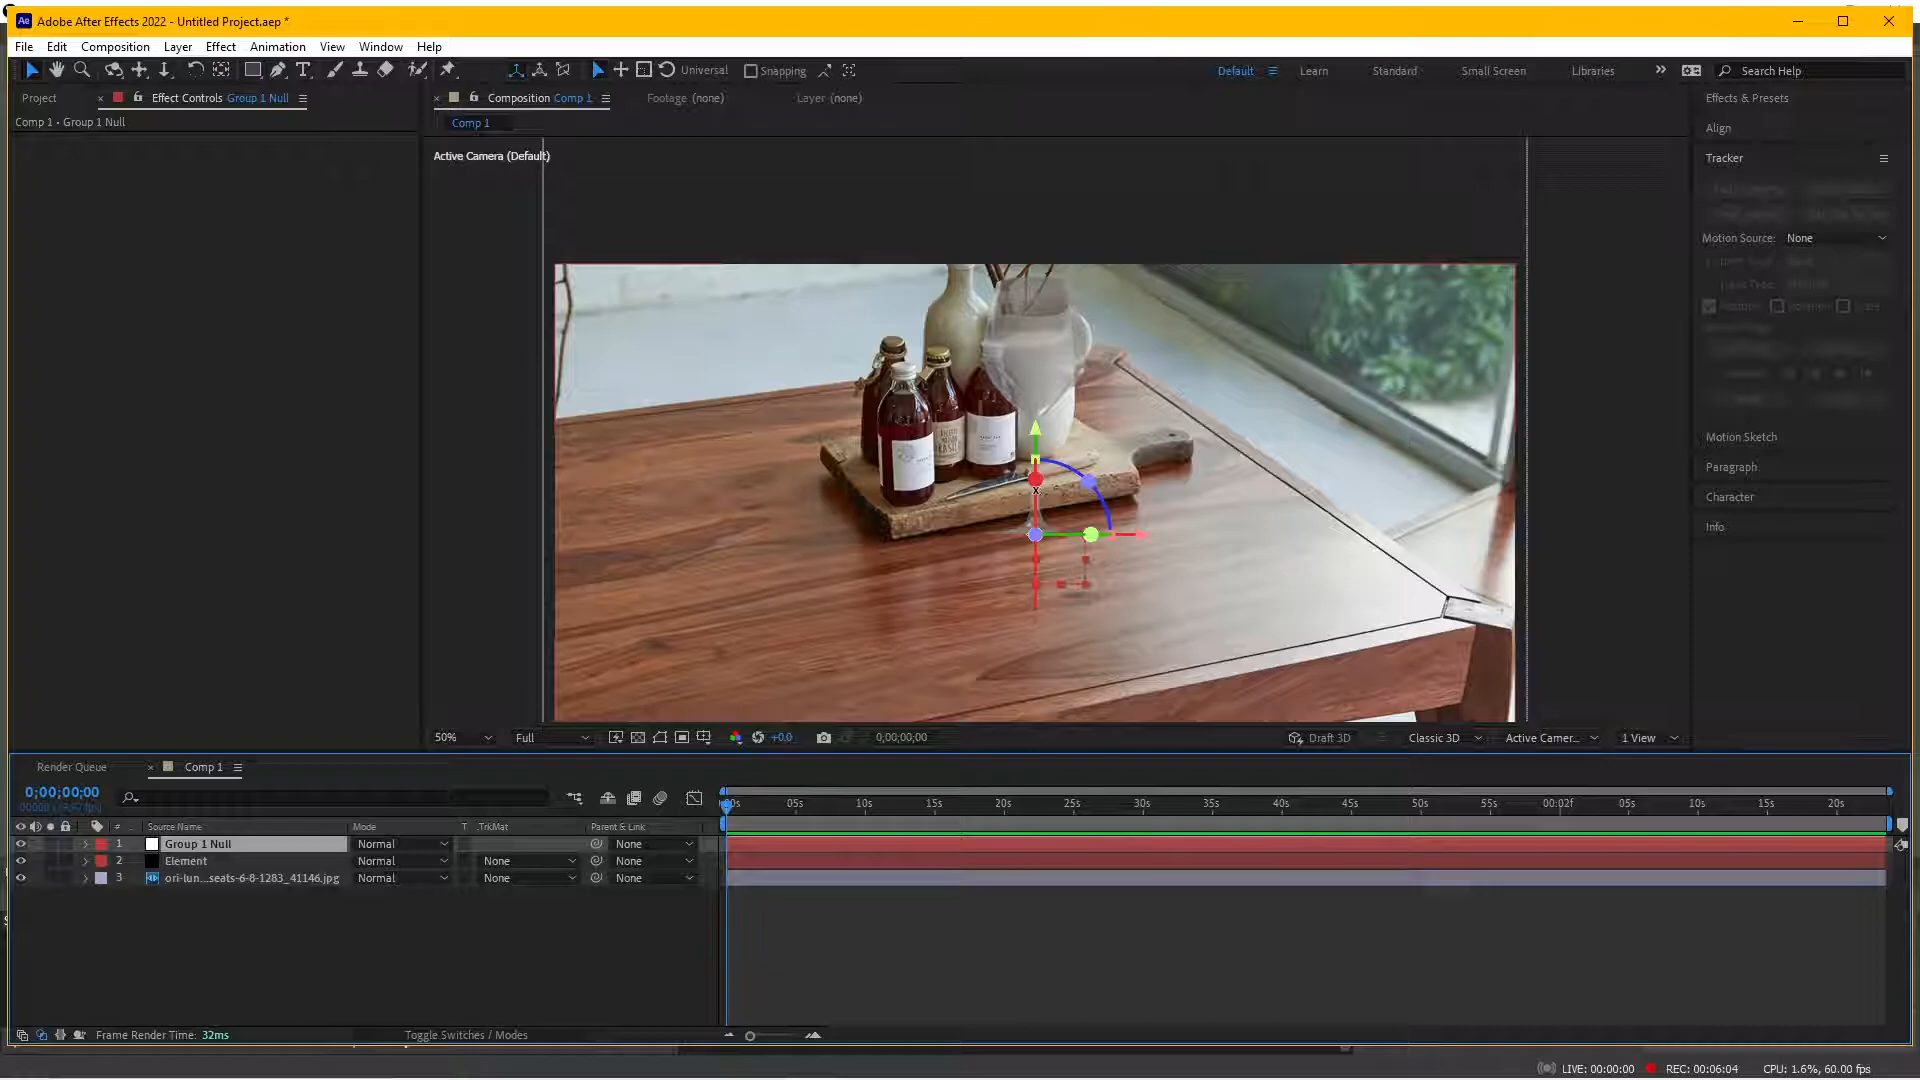 Adobe After Effects 2022 - Untitled Project.aep *
File Edit Composition Layer Effect Animation View Window Help
Universal Snapping Default Learn Standard Small Screen Libraries Search Help
Project Effect Controls Group 1 Null Composition Comp 1 Footage (none) Layer (none) Effects & Presets
Comp 1 • Group 1 Null
Comp 1
Align
Active Camera (Default)
Tracker
Motion Source: None
Motion Sketch
Paragraph
Character
Info
x
50% Full +0.0 0;00;00;00 Draft 3D Classic 3D Active Camer... 1 View
Render Queue Comp 1
0;00;00;00
05s 10s 15s 20s 25s 30s 35s 40s 45s 50s 55s 00:02f 05s 10s 15s 20s
# Source Name Mode T .TrkMat Parent & Link
1 Group 1 Null Normal None
2 Element Normal None None
3 ori-lun...seats-6-8-1283_41146.jpg Normal None None
Frame Render Time: 32ms Toggle Switches / Modes
LIVE: 00:00:00 REC: 00:06:04 CPU: 1.6%, 60.00 fps